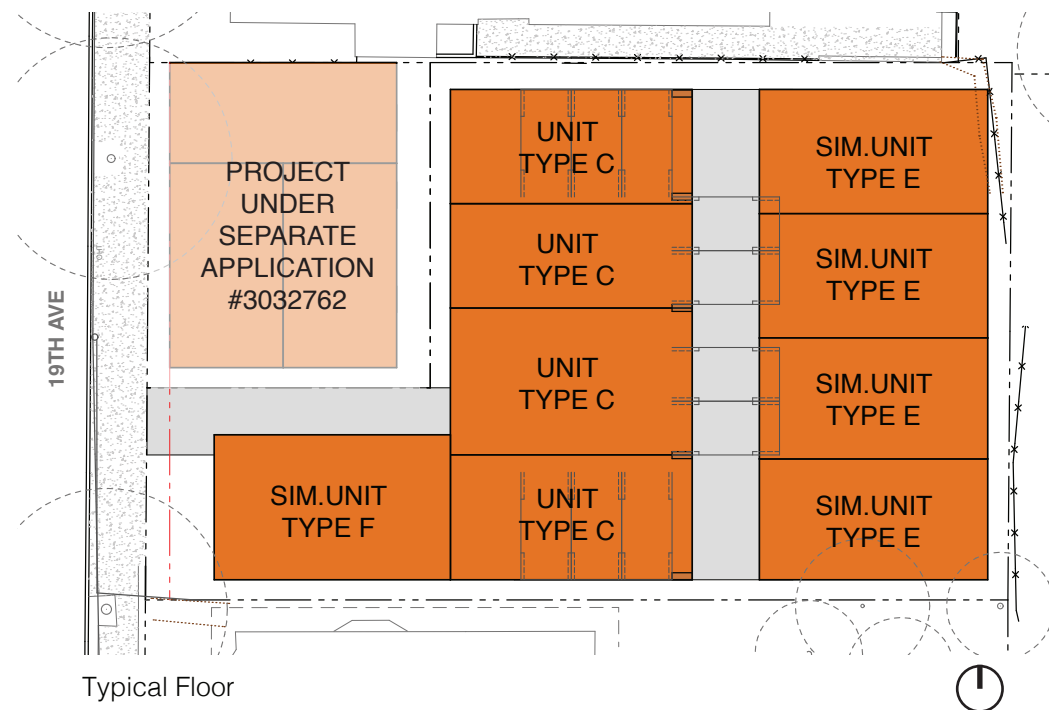 PROJECT
UNDER
SEPARATE
APPLICATION
#3032762
UNIT
TYPE C
SIM.UNIT
TYPE E
UNIT
TYPE C
SIM.UNIT
TYPE E
UNIT
TYPE C
SIM.UNIT
TYPE E
SIM.UNIT
TYPE F
UNIT
TYPE C
SIM.UNIT
TYPE E
19TH AVE
Typical Floor